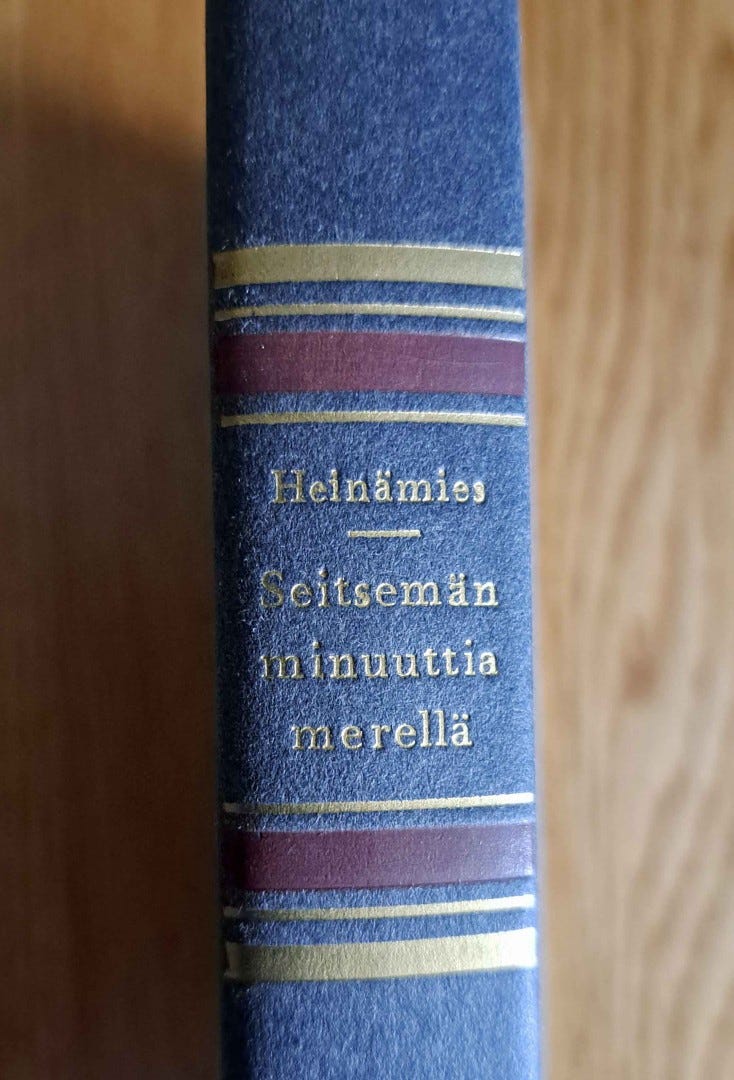 Heinämies
Seitsemän
minuuttia
merellä